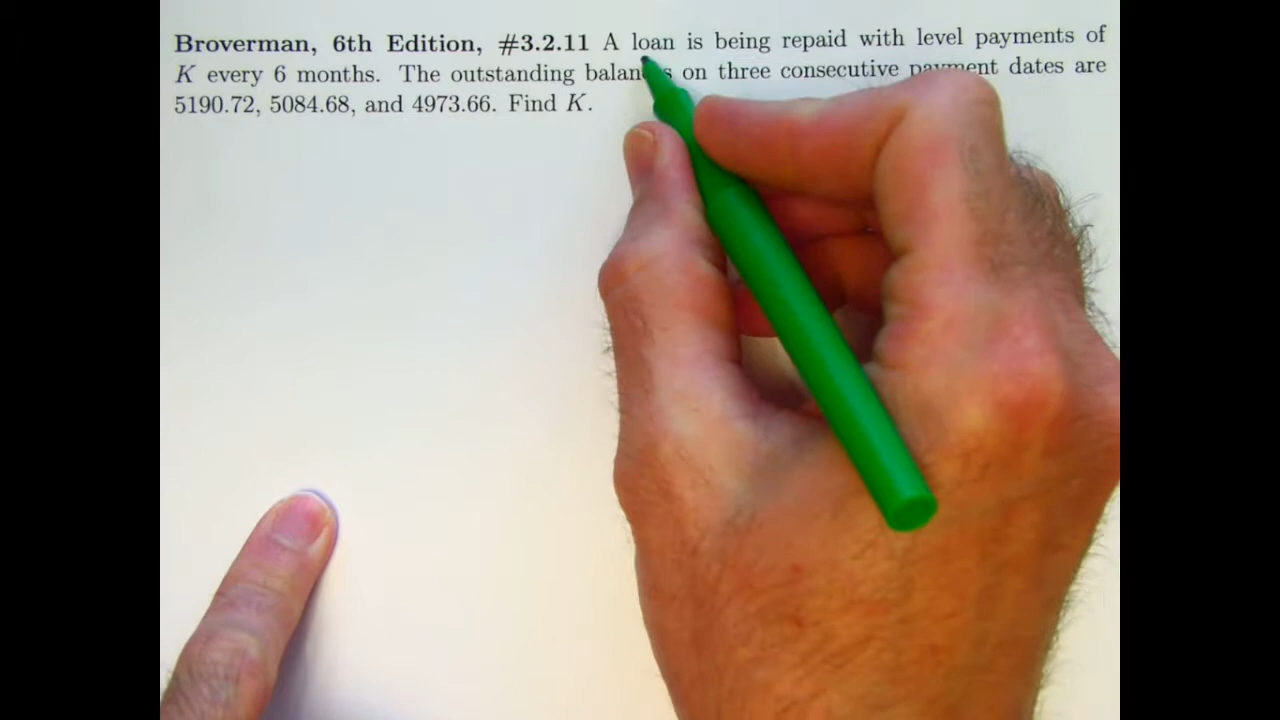 Broverman, 6th Edition, #3.2.11 A loan is being repaid with level payments of
K every 6 months. The outstanding on three consecutive payment dates are
5190.72, 5084.68, and 4973.66. Find K.